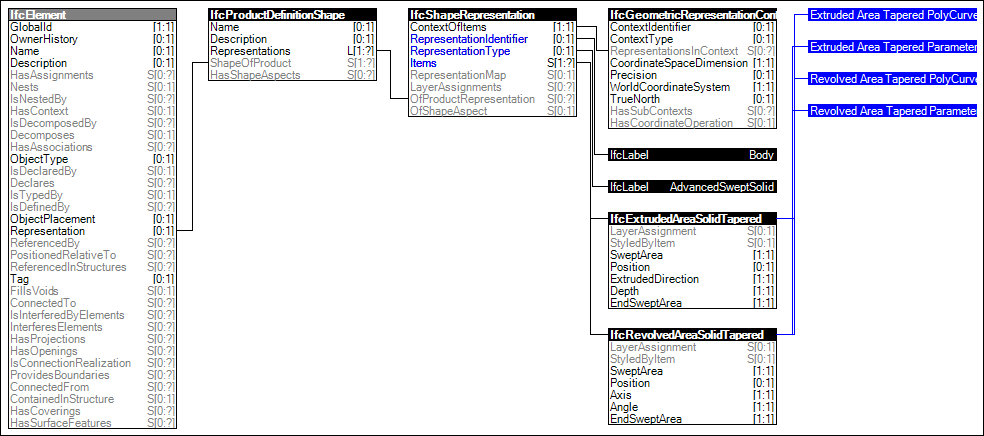 IfcElement
GlobalId [1:1]
OwnerHistory [0:1]
Name [0:1]
Description [0:1]
HasAssignments S[0:?]
Nests S[0:1]
IsNestedBy S[0:?]
HasContext S[0:1]
IsDecomposedBy S[0:?]
Decomposes S[0:1]
HasAssociations S[0:?]
ObjectType [0:1]
IsDeclaredBy S[0:1]
Declares S[0:?]
IsTypedBy S[0:1]
IsDefinedBy S[0:?]
ObjectPlacement [0:1]
Representation [0:1]
ReferencedBy S[0:?]
PositionedRelativeTo S[0:?]
ReferencedInStructures S[0:?]
Tag [0:1]
FillsVoids S[0:1]
ConnectedTo S[0:?]
IsInterferedByElements S[0:?]
InterferesElements S[0:?]
HasProjections S[0:?]
HasOpenings S[0:?]
IsConnectionRealization S[0:?]
ProvidesBoundaries S[0:?]
ConnectedFrom S[0:?]
ContainedInStructure S[0:1]
HasCoverings S[0:?]
HasSurfaceFeatures S[0:?]
IfcProductDefinitionShape
Name [0:1]
Description [0:1]
Representations L[1:?]
ShapeOfProduct S[1:?]
HasShapeAspects S[0:?]
IfcShapeRepresentation
ContextOfItems [1:1]
RepresentationIdentifier [0:1]
RepresentationType [0:1]
Items S[1:?]
RepresentationMap S[0:1]
LayerAssignments S[0:?]
OfProductRepresentation S[0:?]
OfShapeAspect S[0:1]
IfcGeometricRepresentationCont
ContextIdentifier [0:1]
ContextType [0:1]
RepresentationsInContext S[0:?]
CoordinateSpaceDimension [1:1]
Precision [0:1]
WorldCoordinateSystem [1:1]
TrueNorth [0:1]
HasSubContexts S[0:?]
HasCoordinateOperation S[0:1]
IfcLabel Body
IfcLabel AdvancedSweptSolid
IfcExtrudedAreaSolidTapered
LayerAssignment S[0:1]
StyledByItem S[0:1]
SweptArea [1:1]
Position [0:1]
ExtrudedDirection [1:1]
Depth [1:1]
EndSweptArea [1:1]
IfcRevolvedAreaSolidTapered
LayerAssignment S[0:1]
StyledByItem S[0:1]
SweptArea [1:1]
Position [0:1]
Axis [1:1]
Angle [1:1]
EndSweptArea [1:1]
Extruded Area Tapered PolyCurve
Extruded Area Tapered Parameter
Revolved Area Tapered PolyCurve
Revolved Area Tapered Parameter